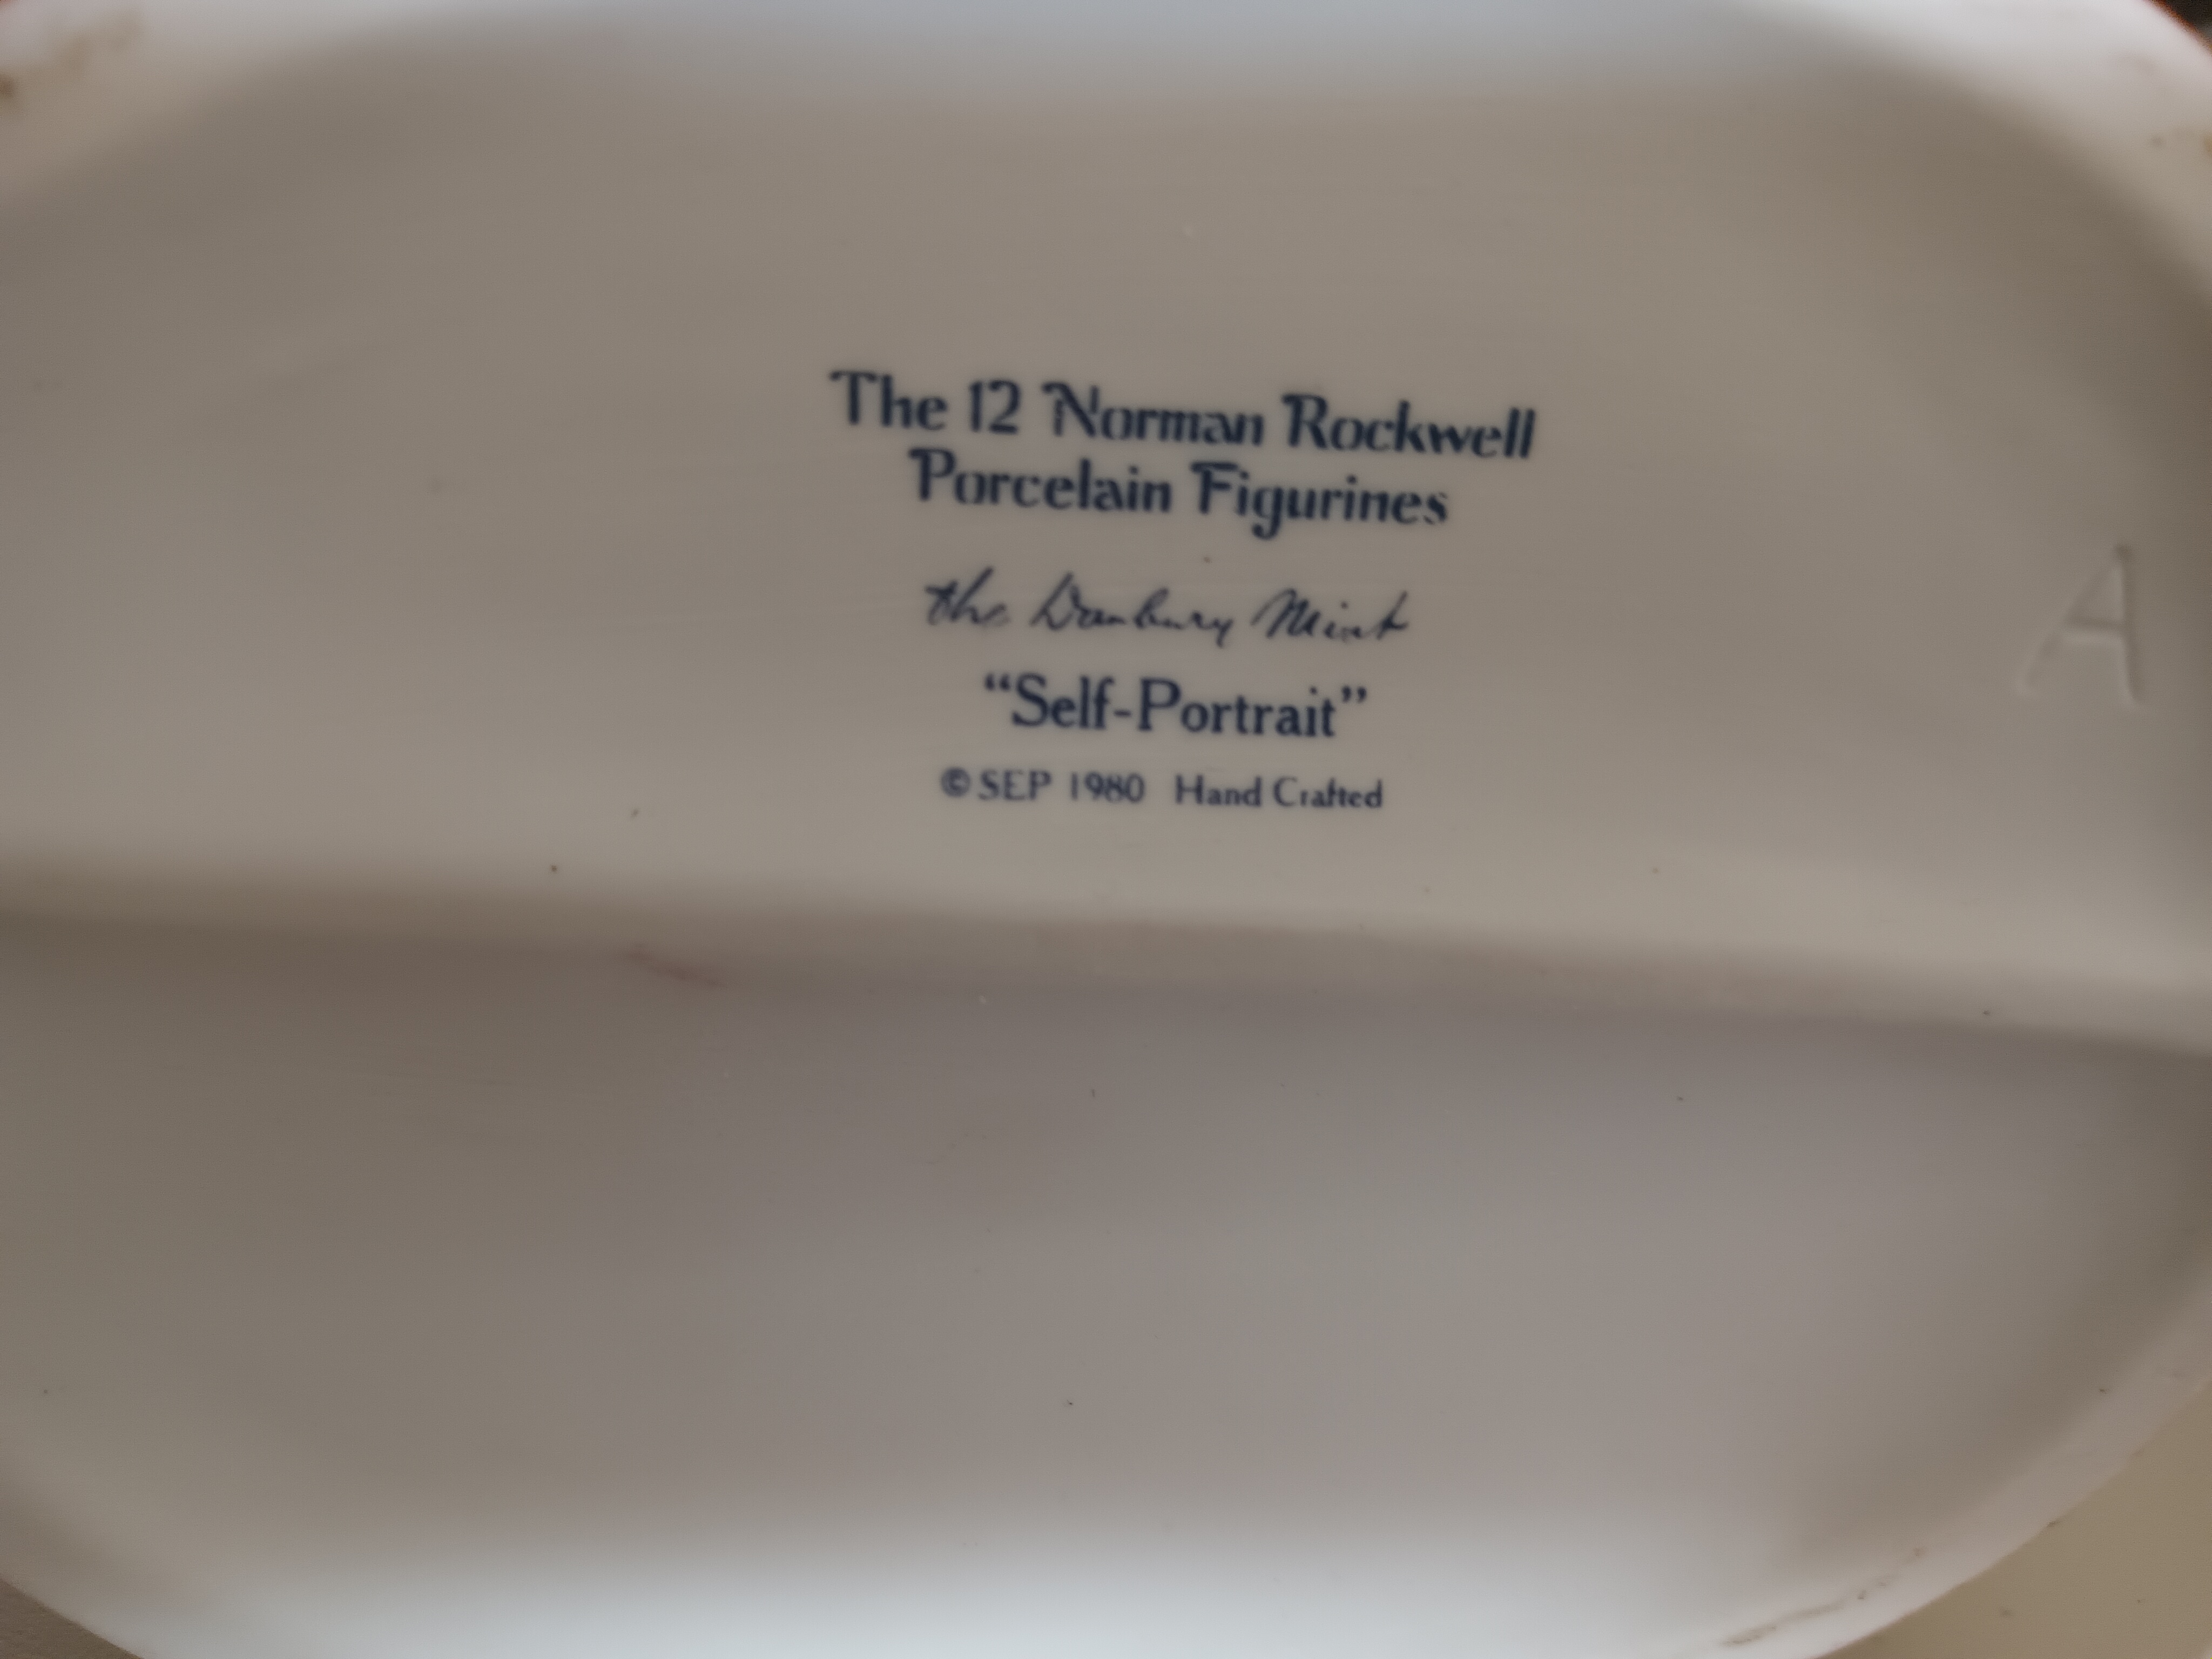 The 12 Norman Rockwell
Porcelain Figurines
the Danbury Mint
“Self-Portrait”
© SEP 1980 Hand Crafted
A